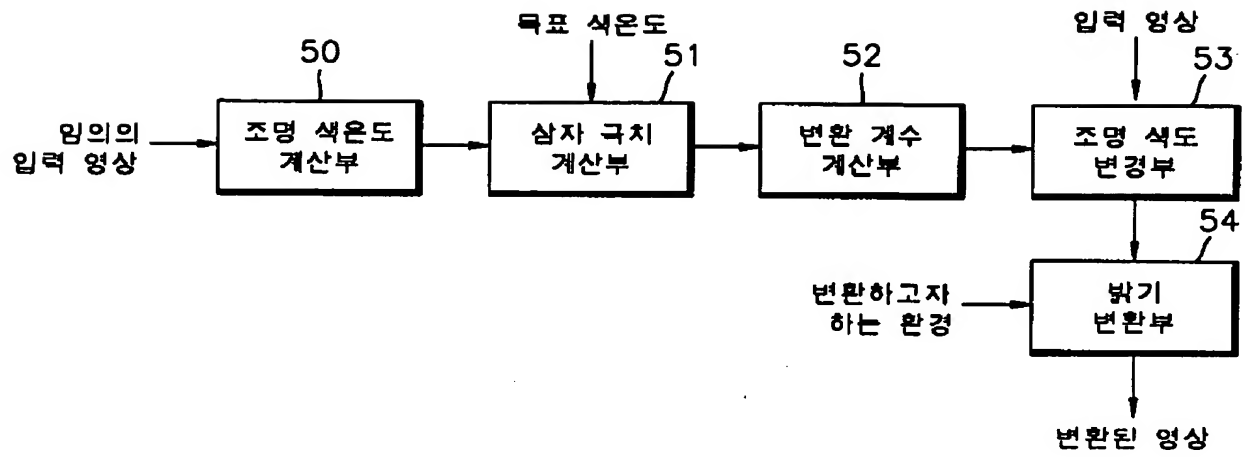 목표 색온도
입력 영상
50
51
52
53
임의의
입력 영상
조명 색온도
계산부
삼자 극치
계산부
변환 계수
계산부
조명 색도
변경부
54
변환하고자
하는 환경
밝기
변환부
변환된 영상